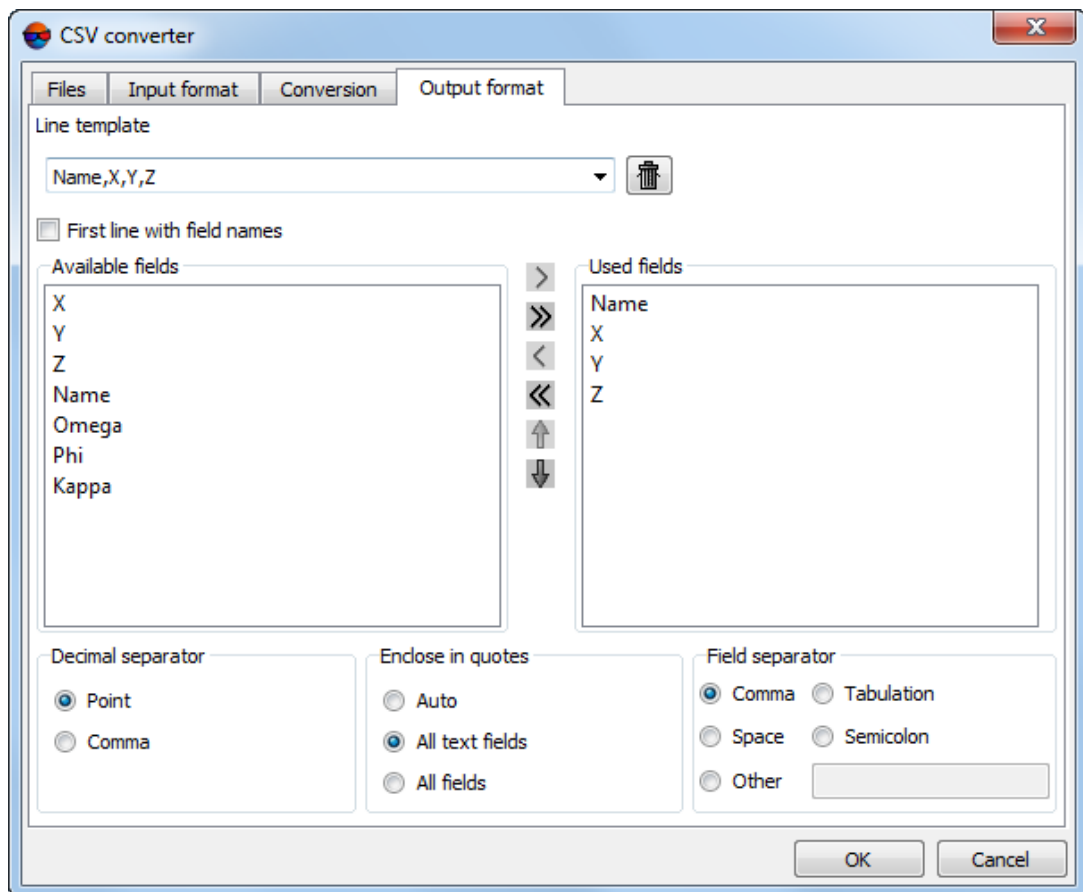 CSV converter
Files Input format Conversion Output format
Line template
Name,X,Y,Z
First line with field names
Available fields
X
Y
Z
Name
Omega
Phi
Kappa
Used fields
Name
X
Y
Z
Decimal separator
Point
Comma
Enclose in quotes
Auto
All text fields
All fields
Field separator
Comma Tabulation
Space Semicolon
Other
OK Cancel